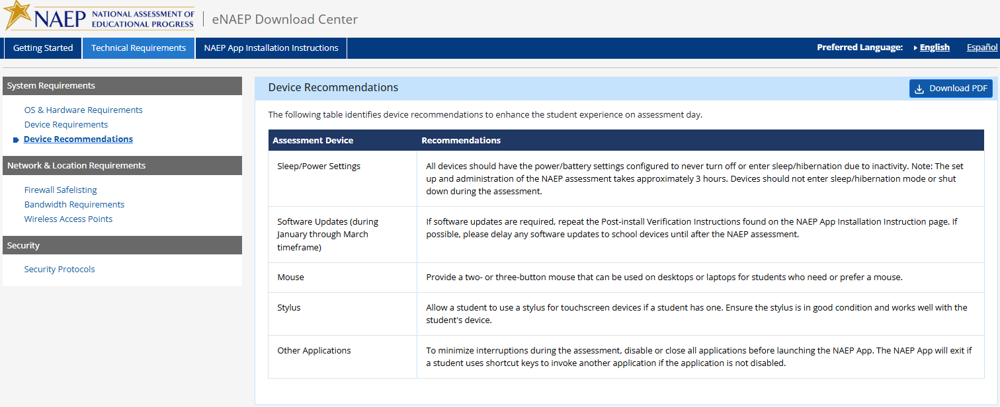 NAEP NATIONAL ASSESSMENT OF
EDUCATIONAL PROGRESS
eNAEP Download Center
Getting Started
Technical Requirements
NAEP App Installation Instructions
Preferred Language:
English
Español
System Requirements
OS & Hardware Requirements
Device Requirements
Device Recommendations
Network & Location Requirements
Firewall Safelisting
Bandwidth Requirements
Wireless Access Points
Security
Security Protocols
Device Recommendations
Download PDF
The following table identifies device recommendations to enhance the student experience on assessment day.
Assessment Device
Recommendations
Sleep/Power Settings
All devices should have the power/battery settings configured to never turn off or enter sleep/hibernation due to inactivity. Note: The set
up and administration of the NAEP assessment takes approximately 3 hours. Devices should not enter sleep/hibernation mode or shut
down during the assessment.
Software Updates (during
January through March
timeframe)
If software updates are required, repeat the Post-install Verification Instructions found on the NAEP App Installation Instruction page. If
possible, please delay any software updates to school devices until after the NAEP assessment.
Mouse
Provide a two- or three-button mouse that can be used on desktops or laptops for students who need or prefer a mouse.
Stylus
Allow a student to use a stylus for touchscreen devices if a student has one. Ensure the stylus is in good condition and works well with the
student's device.
Other Applications
To minimize interruptions during the assessment, disable or close all applications before launching the NAEP App. The NAEP App will exit if
a student uses shortcut keys to invoke another application if the application is not disabled.